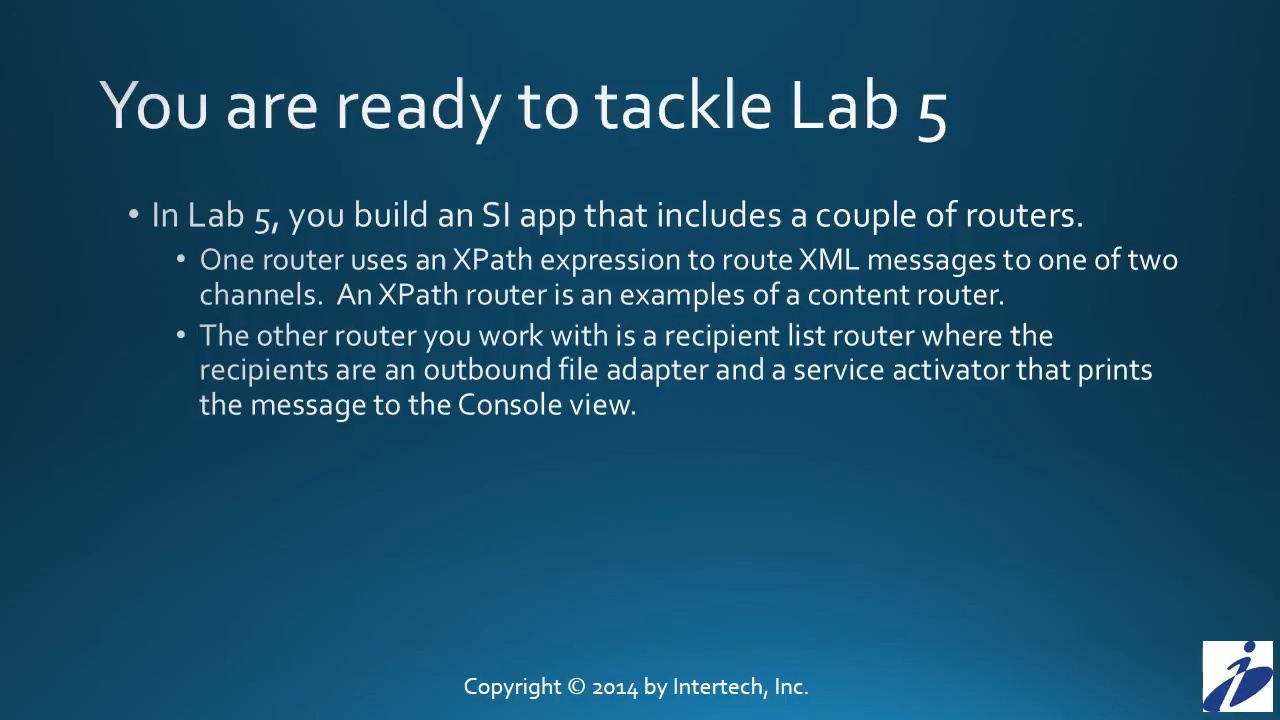 You are ready to tackle Lab 5
• In Lab 5, you build an SI app that includes a couple of routers.
• One router uses an XPath expression to route XML messages to one of two
channels.  An XPath router is an examples of a content router.
• The other router you work with is a recipient list router where the
recipients are an outbound file adapter and a service activator that prints
the message to the Console view.
Copyright © 2014 by Intertech, Inc.